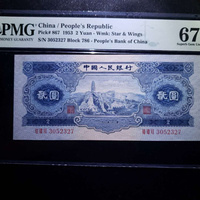 PMG
China / People's Republic
Pick# 867 1953 2 Yuan - Wmk: Star & Wings
S/N 3052327 Block 786 - People's Bank of China
67
中國人民銀行
貳圓
貳圓
3052327
3052327